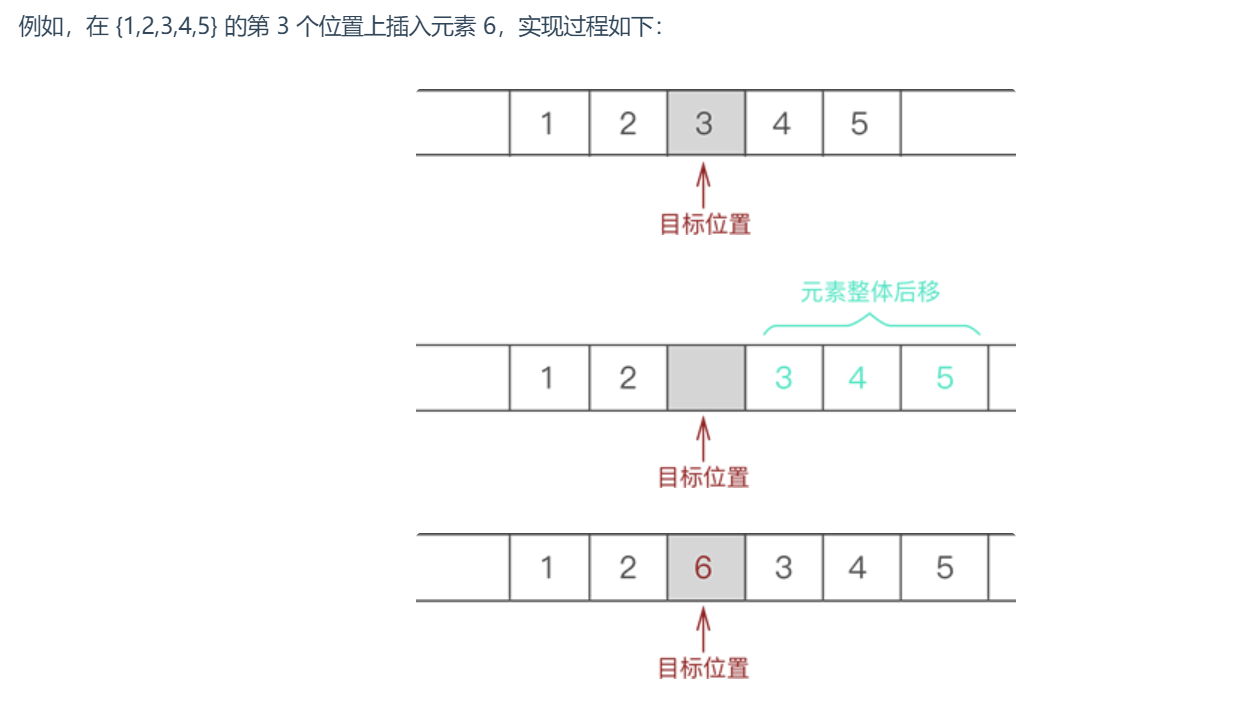 例如，在 {1,2,3,4,5} 的第 3 个位置上插入元素 6，实现过程如下：
1 2 3 4 5
目标位置
元素整体后移
1 2 3 4 5
目标位置
1 2 6 3 4 5
目标位置